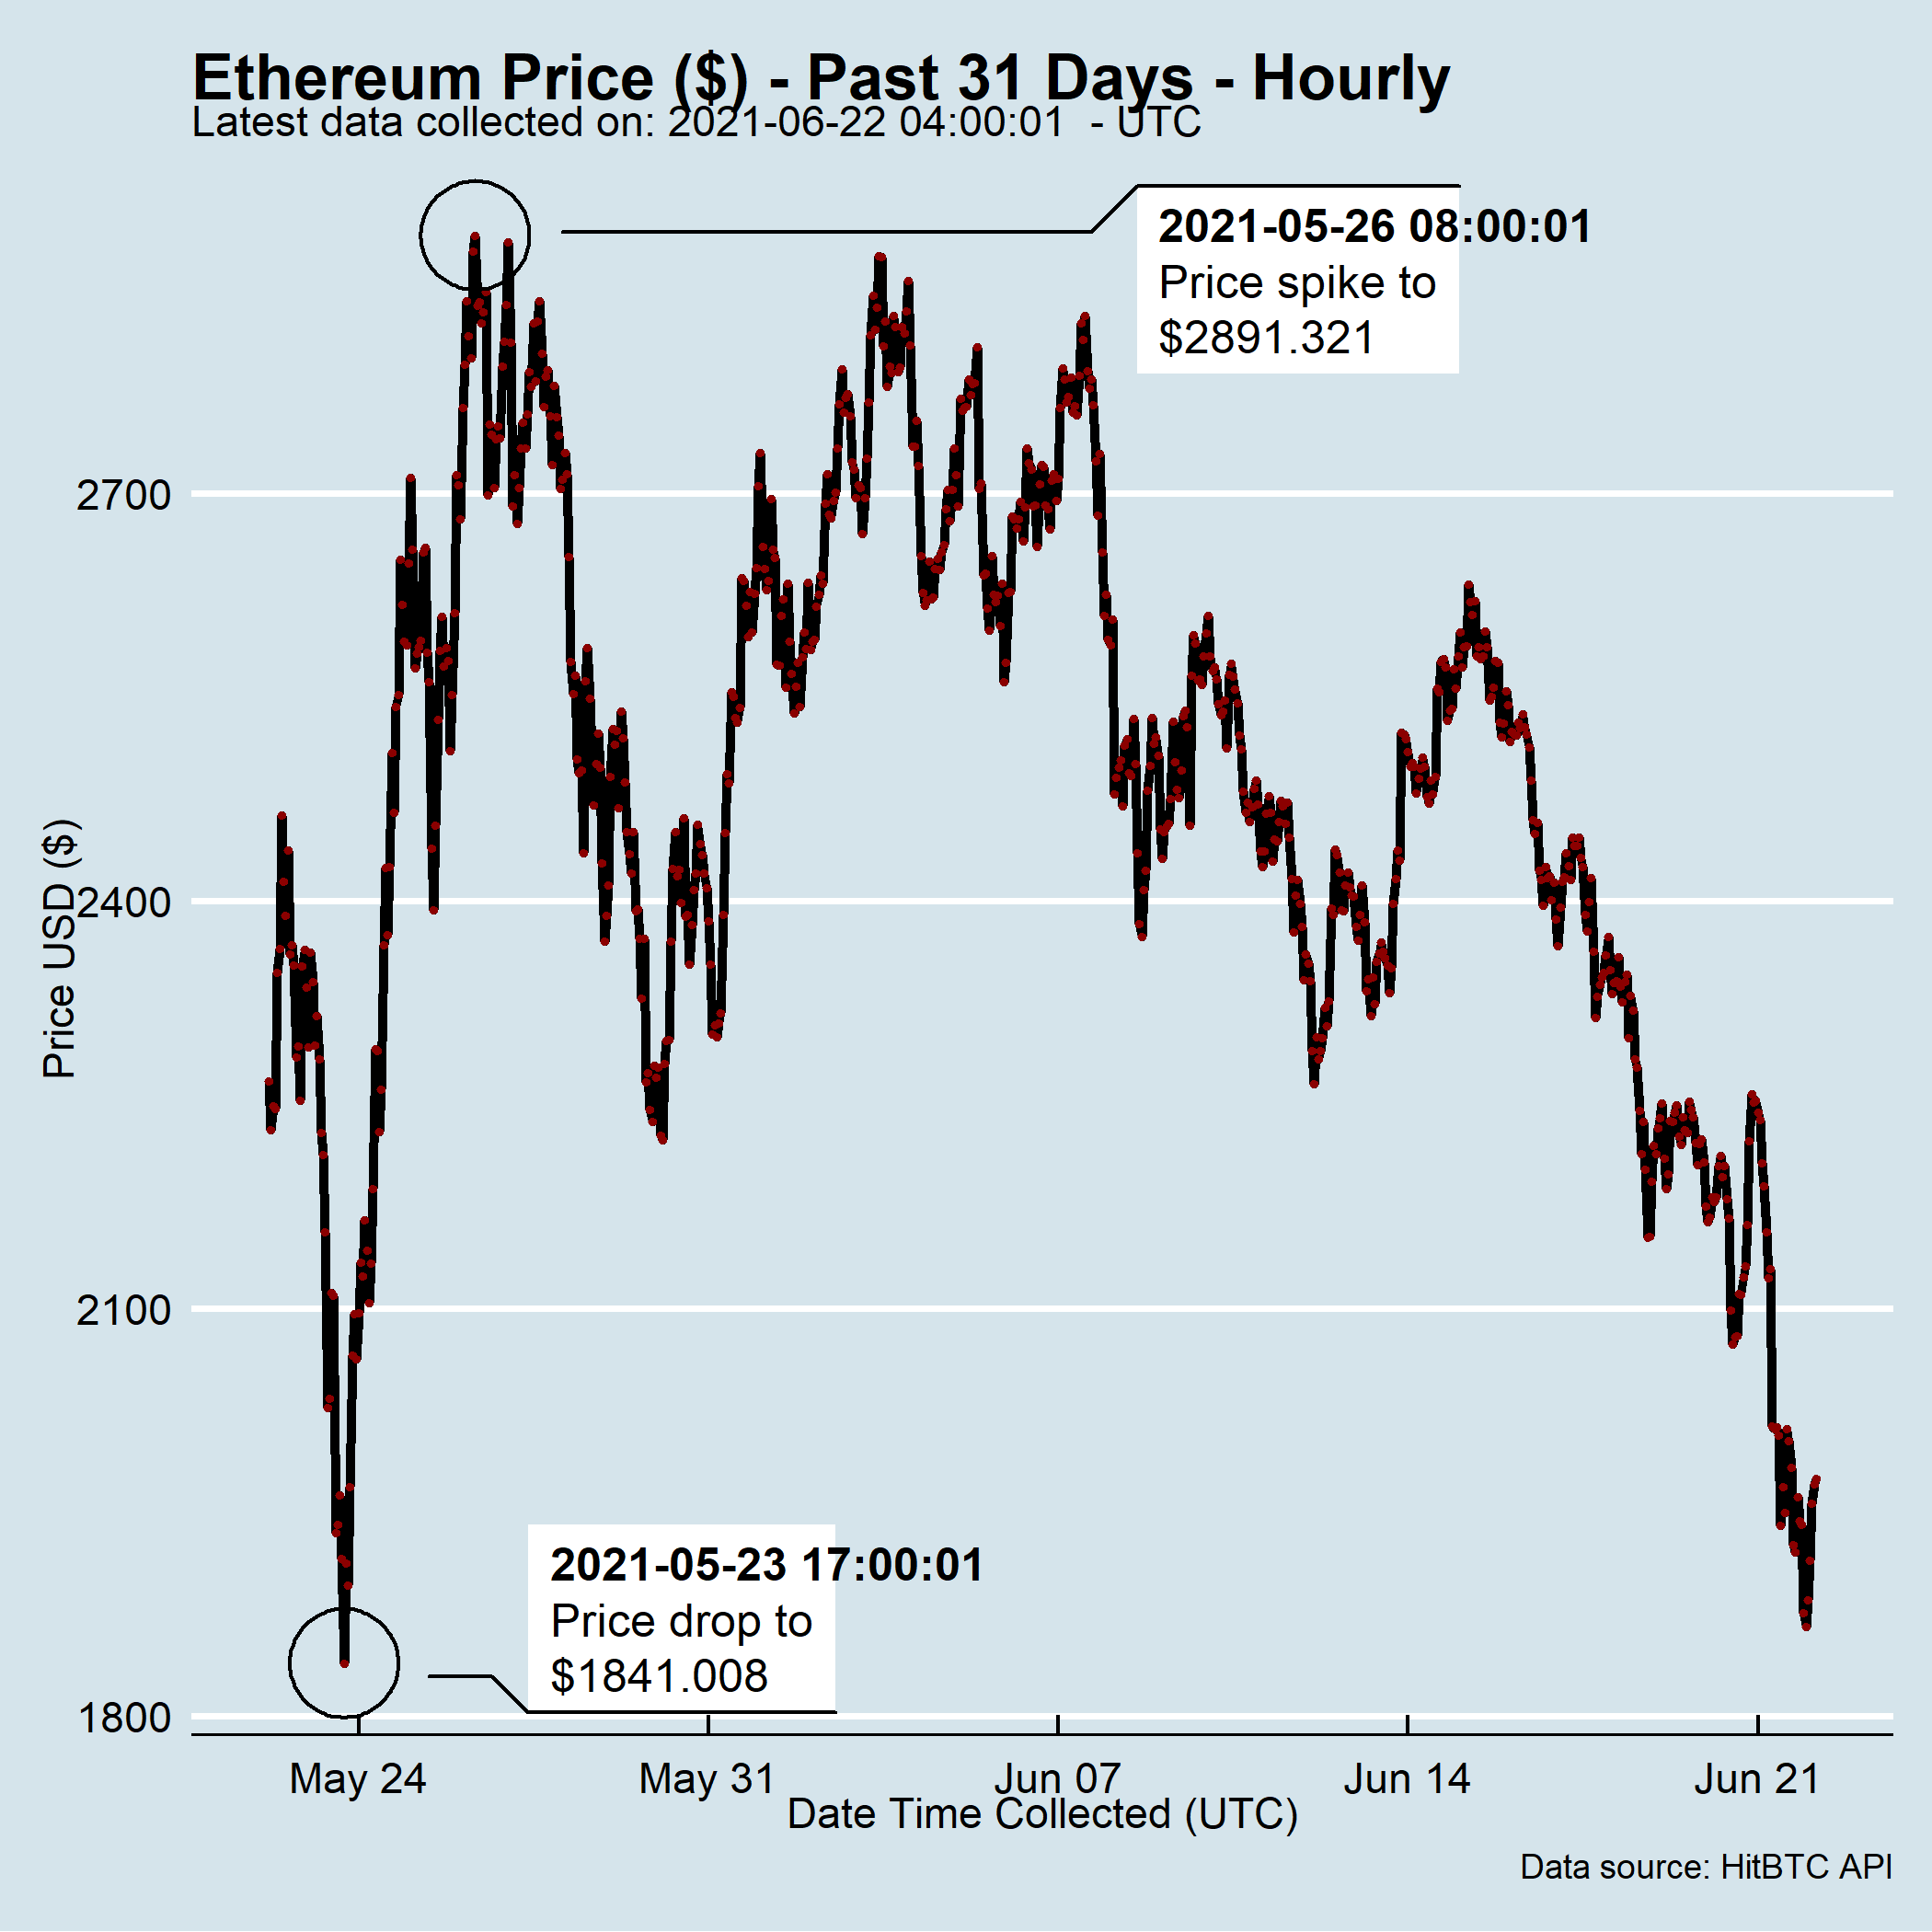 Ethereum Price ($) - Past 31 Days - Hourly
Latest data collected on: 2021-06-22 04:00:01  - UTC
2021-05-26 08:00:01
Price spike to
$2891.321
2700
2400
2100
1800
Price USD ($)
2021-05-23 17:00:01
Price drop to
$1841.008
May 24
May 31
Jun 07
Jun 14
Jun 21
Date Time Collected (UTC)
Data source: HitBTC API